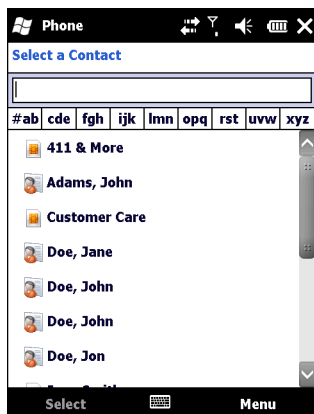 Phone
Select a Contact
#ab cde fgh ijk lmn opq rst uvw xyz
411 & More
Adams, John
Customer Care
Doe, Jane
Doe, John
Doe, John
Doe, Jon
Select Menu